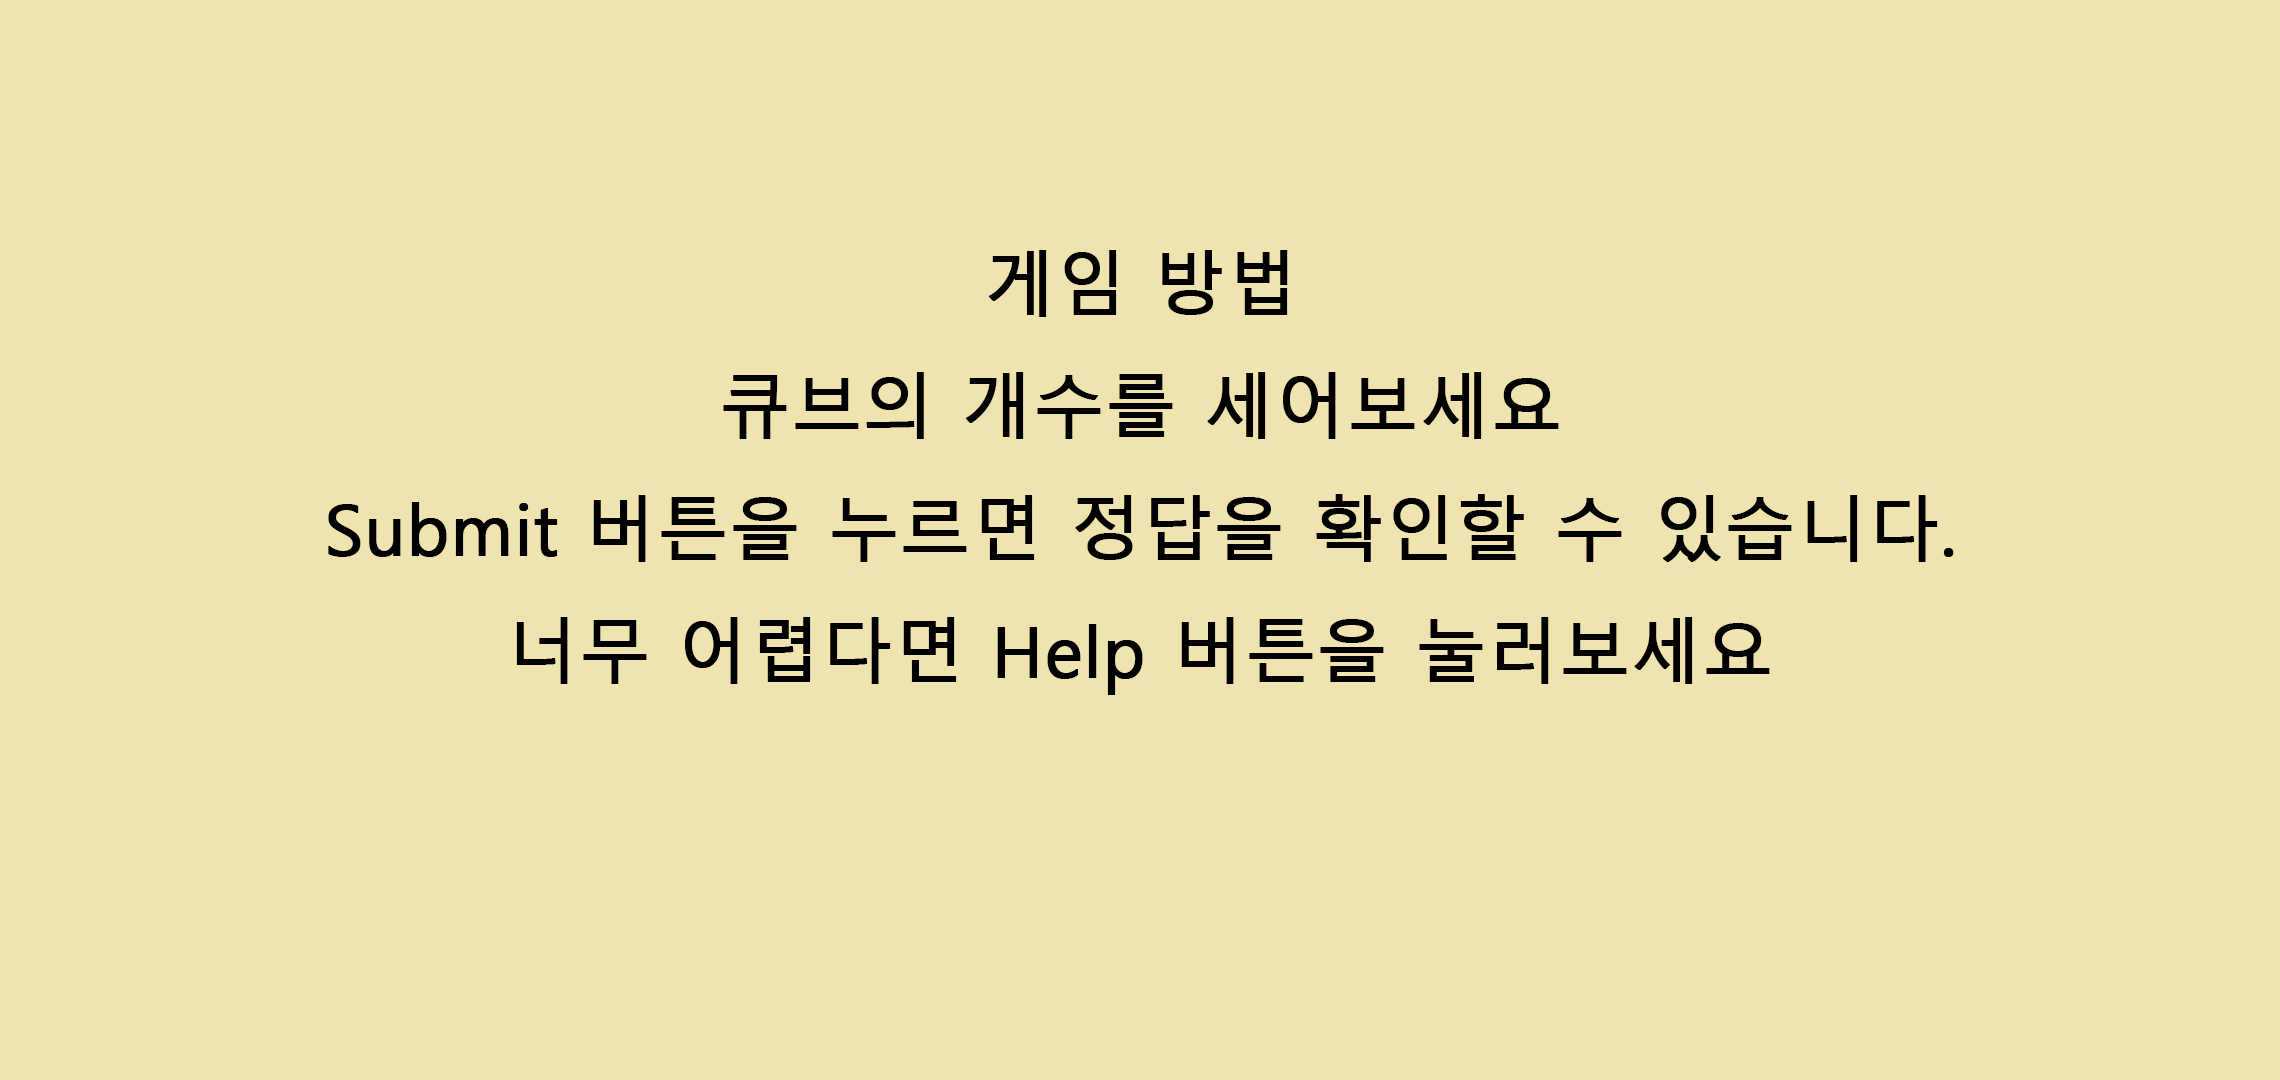 게임 방법
큐브의 개수를 세어보세요
Submit 버튼을 누르면 정답을 확인할 수 있습니다.
너무 어렵다면 Help 버튼을 눌러보세요